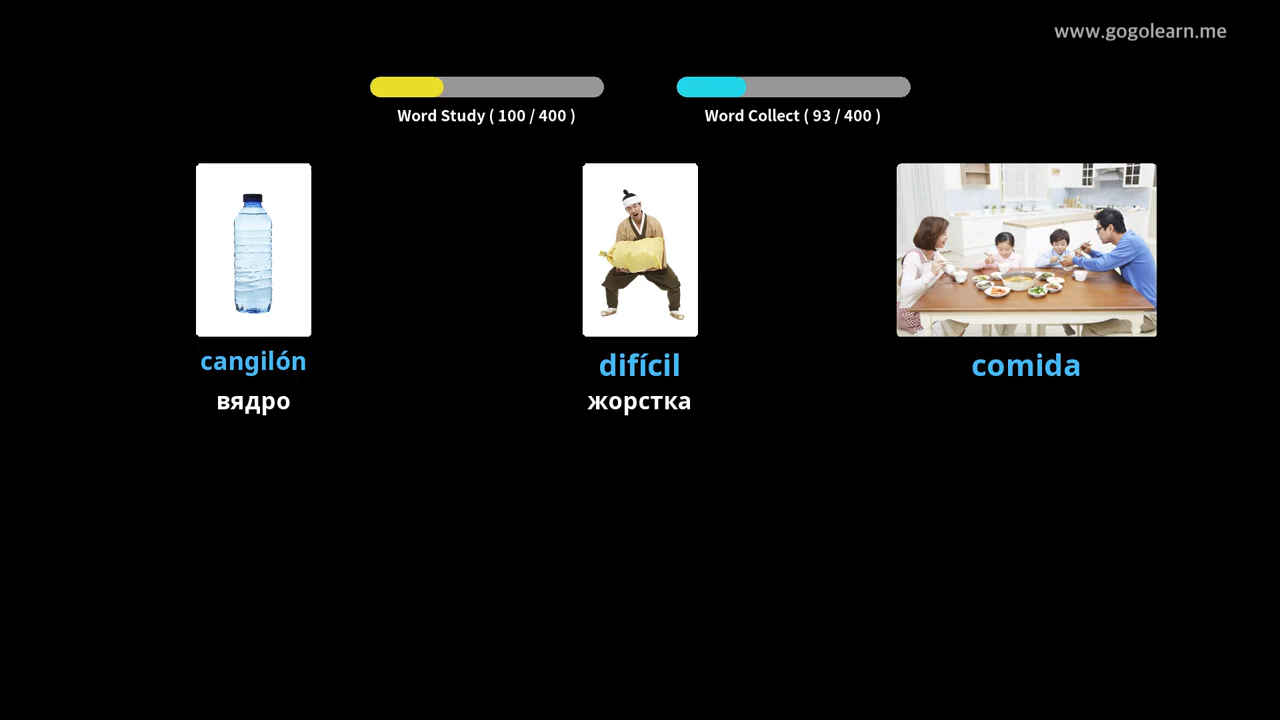 www.gogolearn.me
Word Study ( 100 / 400 )
Word Collect ( 93 / 400 )
cangilón
вядро
difícil
жорстка
comida